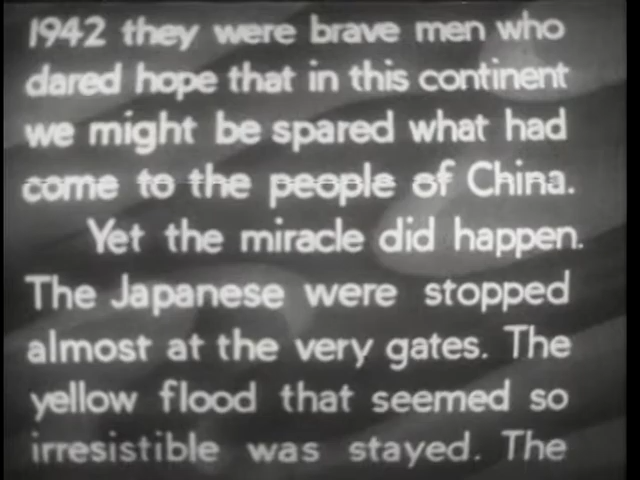 1942 they were brave men who
dared hope that in this continent
we might be spared what had
come to the people of China.
Yet the miracle did happen.
The Japanese were stopped
almost at the very gates. The
yellow flood that seemed so
irresistible was stayed. The